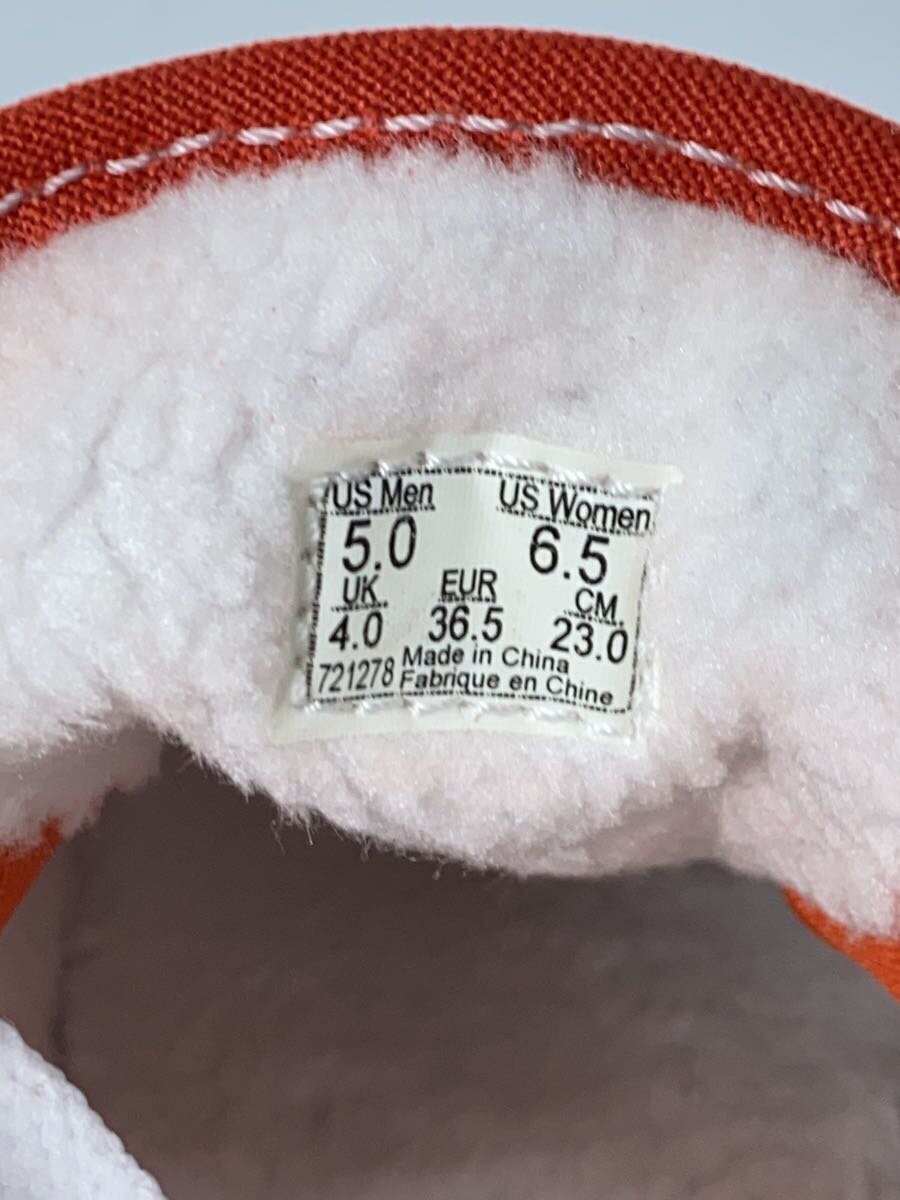 US Men US Women
5.0 6.5
UK EUR CM.
4.0 36.5 23.0
721278 Made in China
Fabrique en Chine